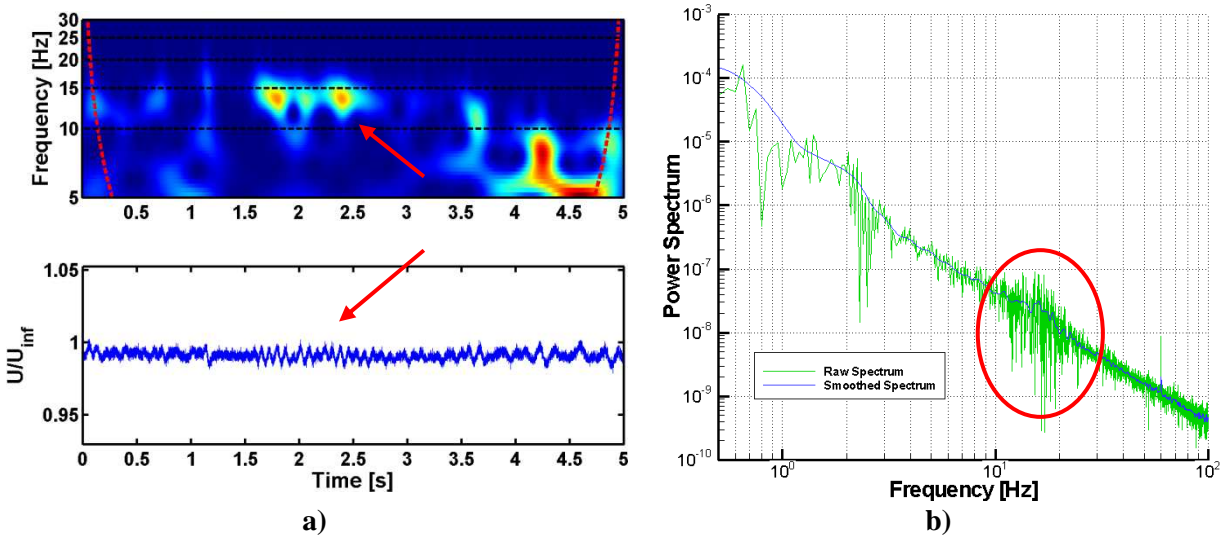 Frequency [Hz]
30
25
20
15
10
5
0.5 1 1.5 2 2.5 3 3.5 4 4.5 5
U/U_inf
1.05
1
0.95
0 0.5 1 1.5 2 2.5 3 3.5 4 4.5 5
Time [s]
a)
Power Spectrum
10^-3
10^-4
10^-5
10^-6
10^-7
10^-8
10^-9
10^-10
Raw Spectrum
Smoothed Spectrum
10^0 10^1 10^2
Frequency [Hz]
b)